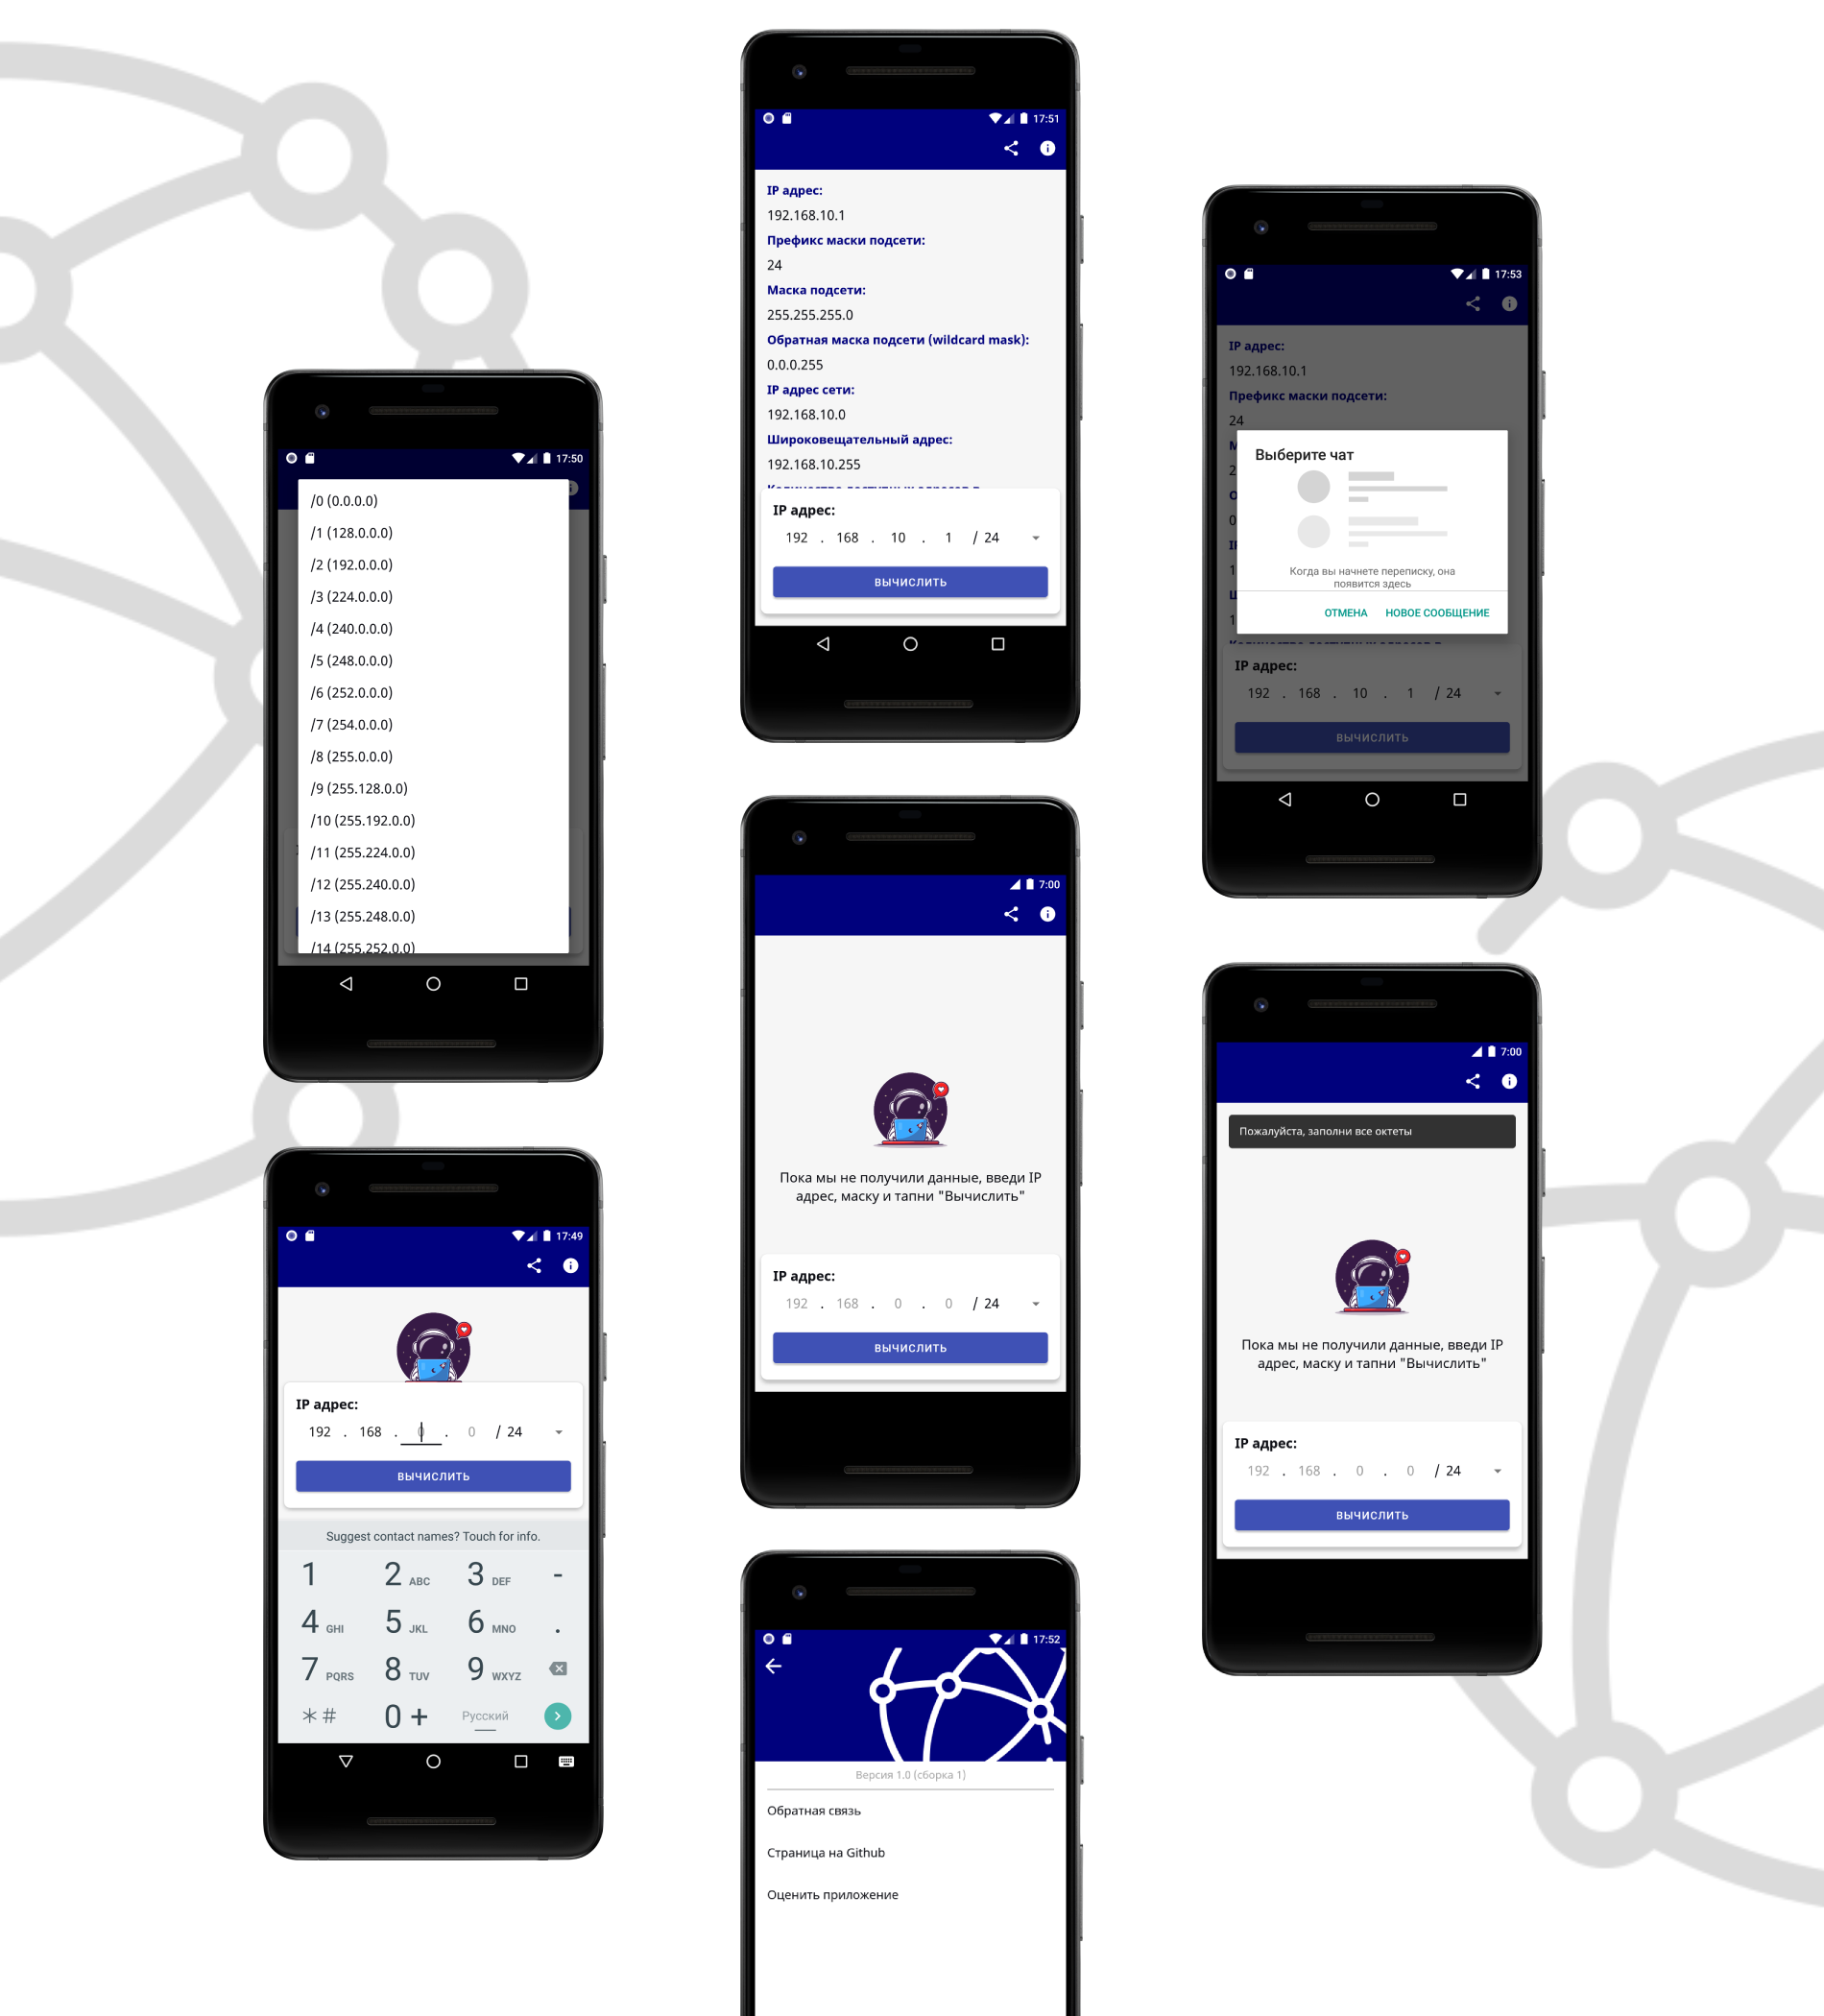 17:50
/0 (0.0.0.0)
/1 (128.0.0.0)
/2 (192.0.0.0)
/3 (224.0.0.0)
/4 (240.0.0.0)
/5 (248.0.0.0)
/6 (252.0.0.0)
/7 (254.0.0.0)
/8 (255.0.0.0)
/9 (255.128.0.0)
/10 (255.192.0.0)
/11 (255.224.0.0)
/12 (255.240.0.0)
/13 (255.248.0.0)
/14 (255.252.0.0)
17:49
IP адрес:
192 . 168 . 0 . 0 / 24
ВЫЧИСЛИТЬ
Suggest contact names? Touch for info.
1 2 ABC 3 DEF -
4 GHI 5 JKL 6 MNO .
7 PQRS 8 TUV 9 WXYZ
*# 0 + Русский
17:51
IP адрес:
192.168.10.1
Префикс маски подсети:
24
Маска подсети:
255.255.255.0
Обратная маска подсети (wildcard mask):
0.0.0.255
IP адрес сети:
192.168.10.0
Широковещательный адрес:
192.168.10.255
IP адрес:
192 . 168 . 10 . 1 / 24
ВЫЧИСЛИТЬ
7:00
Пока мы не получили данные, введи IP
адрес, маску и тапни "Вычислить"
IP адрес:
192 . 168 . 0 . 0 / 24
ВЫЧИСЛИТЬ
17:52
Версия 1.0 (сборка 1)
Обратная связь
Страница на Github
Оценить приложение
17:53
IP адрес:
192.168.10.1
Префикс маски подсети:
24
Выберите чат
Когда вы начнете переписку, она
появится здесь
ОТМЕНА НОВОЕ СООБЩЕНИЕ
IP адрес:
192 . 168 . 10 . 1 / 24
ВЫЧИСЛИТЬ
7:00
Пожалуйста, заполни все октеты
Пока мы не получили данные, введи IP
адрес, маску и тапни "Вычислить"
IP адрес:
192 . 168 . 0 . 0 / 24
ВЫЧИСЛИТЬ